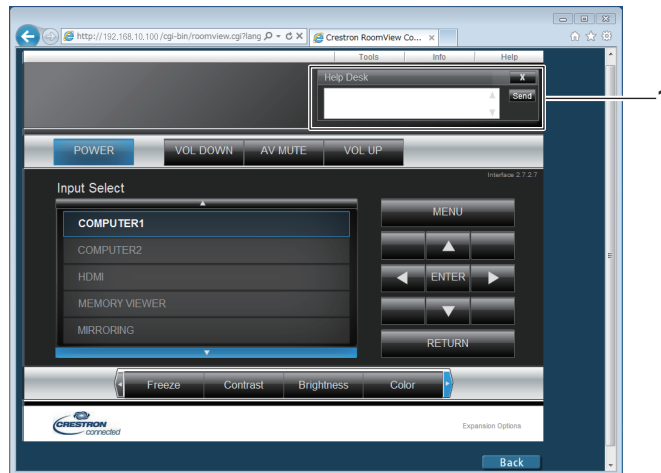 http://192.168.10.100/cgi-bin/roomview.cgi?lang
Crestron RoomView Co...
Tools Info Help
Help Desk X
Send
1
POWER VOL DOWN AV MUTE VOL UP
Interface 2.7.2.7
Input Select
COMPUTER1
COMPUTER2
HDMI
MEMORY VIEWER
MIRRORING
MENU
ENTER
RETURN
Freeze Contrast Brightness Color
CRESTRON
connected
Expansion Options
Back